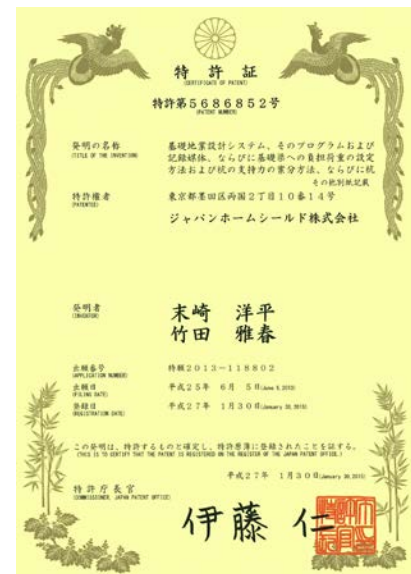 特許証
(CERTIFICATE OF PATENT)
特許第5686852号
(PATENT NUMBER)
発明の名称
(TITLE OF THE INVENTION)
基礎地業設計システム、そのプログラムおよび
記録媒体、ならびに基礎梁への負担荷重の設定
方法および杭の支持力の案分方法、ならびに杭
その他別紙記載
特許権者
(PATENTEE)
東京都墨田区両国2丁目10番14号
ジャパンホームシールド株式会社
発明者
(INVENTOR)
末崎 洋平
竹田 雅春
出願番号
(APPLICATION NUMBER)
特願2013-118802
出願日
(FILING DATE)
平成25年 6月 5日(June 5,2013)
登録日
(REGISTRATION DATE)
平成27年 1月30日(January 30,2015)
この発明は、特許するものと確定し、特許原簿に登録されたことを証する。
(THIS IS TO CERTIFY THAT THE PATENT IS REGISTERED ON THE REGISTER OF THE JAPAN PATENT OFFICE.)
平成27年 1月30日(January 30,2015)
特許庁長官
(COMMISSIONER, JAPAN PATENT OFFICE)
伊藤 仁